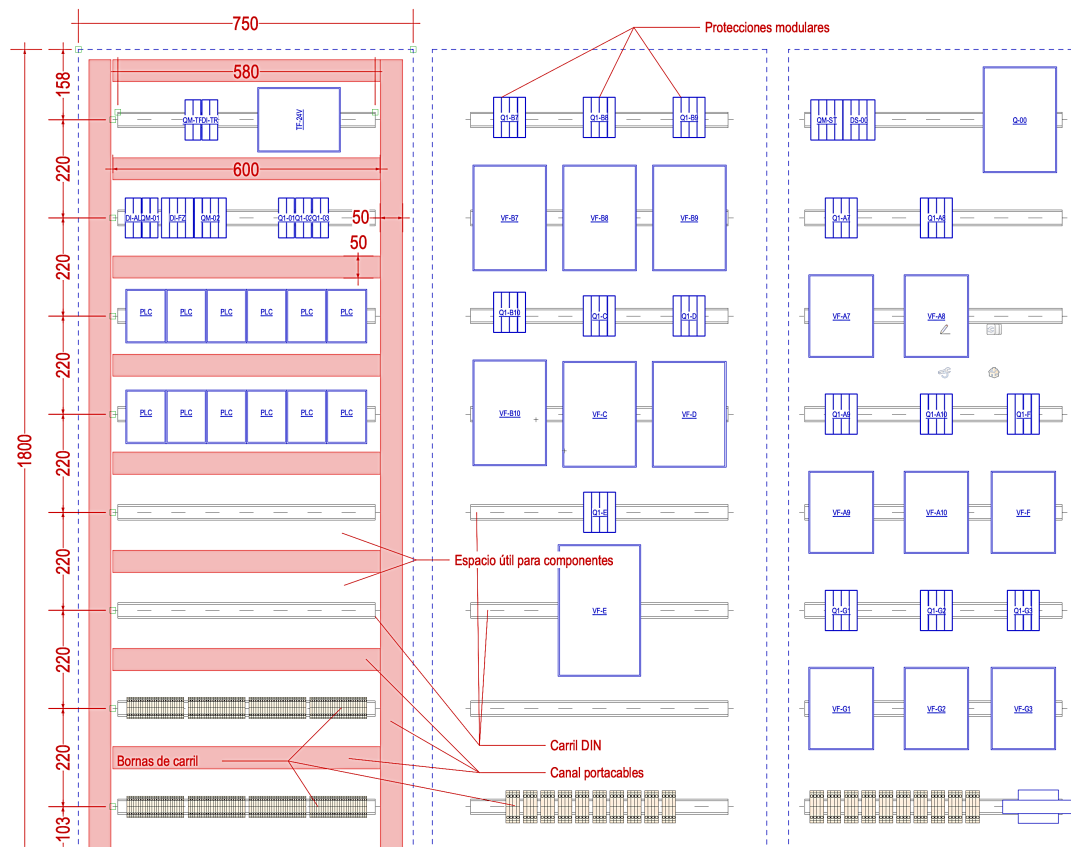 750
Protecciones modulares
158
580
QM-TF
DI-TR
TF-24V
Q1-B7
Q1-B8
Q1-B9
QM-ST
DS-00
Q-00
220
600
DI-AL
QM-01
DI-FZ
QM-02
Q1-01
Q1-02
Q1-03
50
VF-B7
VF-B8
VF-B9
Q1-A7
Q1-A8
220
50
PLC
PLC
PLC
PLC
PLC
PLC
Q1-B10
Q1-C
Q1-D
VF-A7
VF-A8
220
PLC
PLC
PLC
PLC
PLC
PLC
VF-B10
VF-C
VF-D
Q1-A9
Q1-A10
Q1-F
1800
220
Q1-E
VF-A9
VF-A10
VF-F
220
Espacio útil para componentes
VF-E
Q1-G1
Q1-G2
Q1-G3
220
VF-G1
VF-G2
VF-G3
220
Carril DIN
Bornas de carril
Canal portacables
103